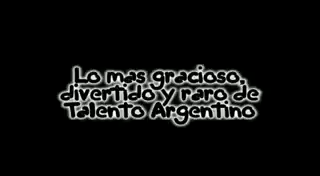 Lo mas gracioso,
divertido y raro de
Talento Argentino